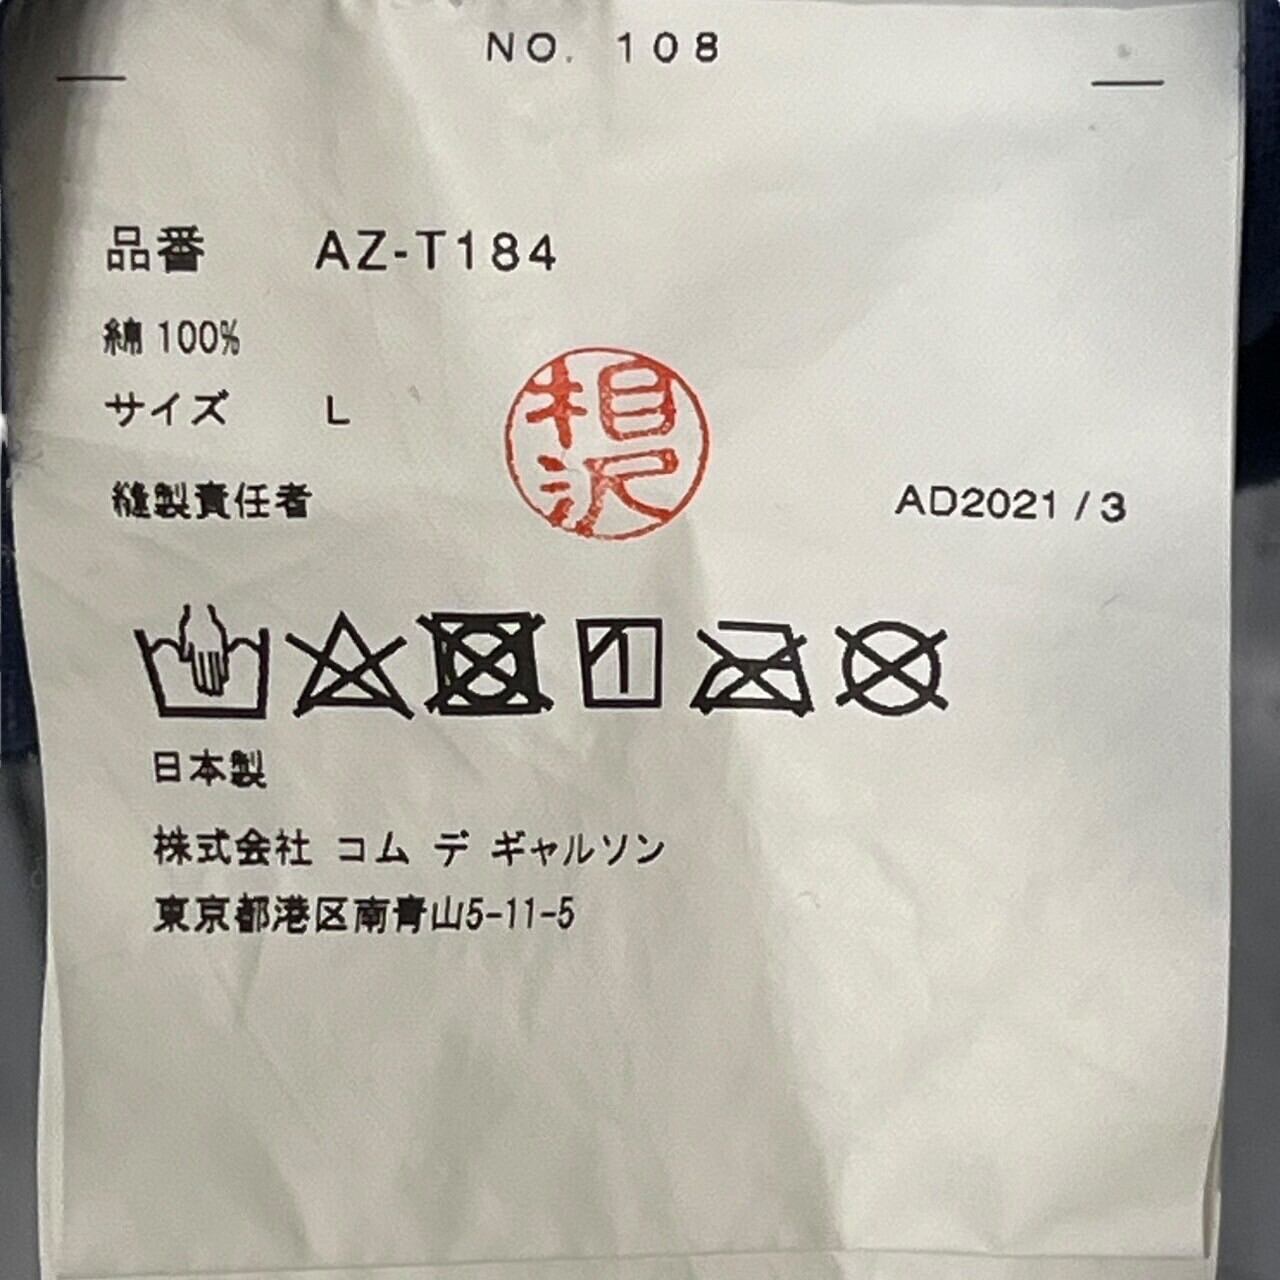 NO. 108
品番 AZ-T184
綿 100%
サイズ L
相沢
縫製責任者 AD2021 / 3
日本製
株式会社 コム デ ギャルソン
東京都港区南青山5-11-5